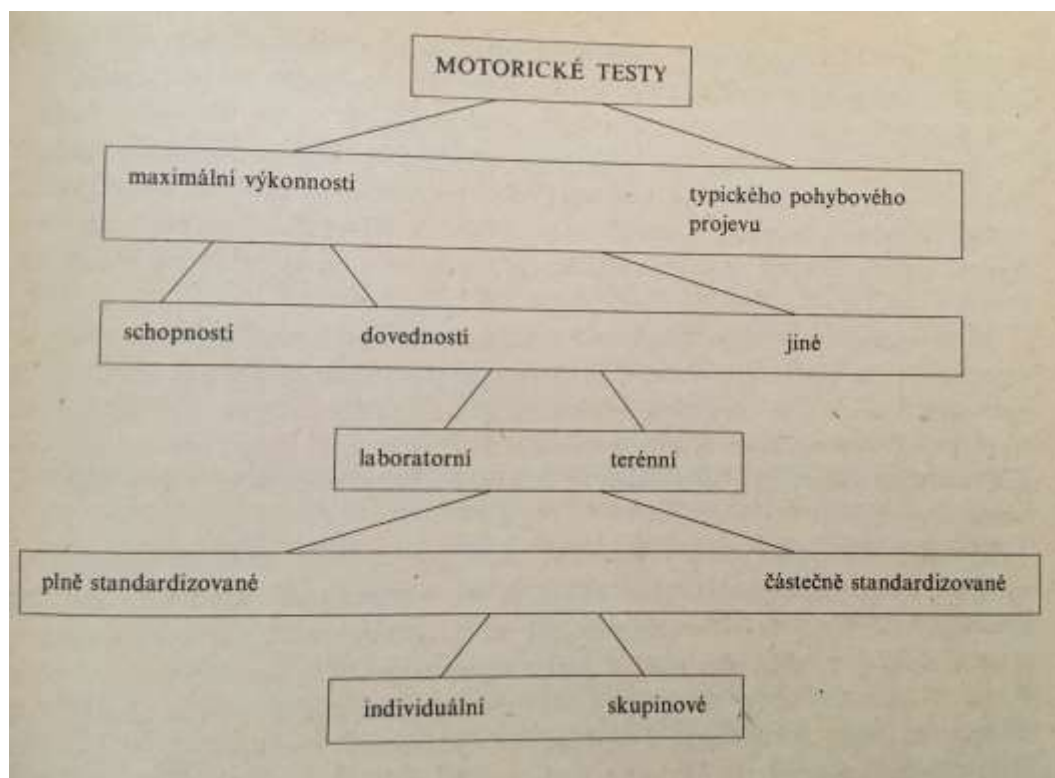 MOTORICKÉ TESTY
maximální výkonnosti
typického pohybového
projevu
schopností
dovedností
jiné
laboratorní
terénní
plně standardizované
částečně standardizované
individuální
skupinové